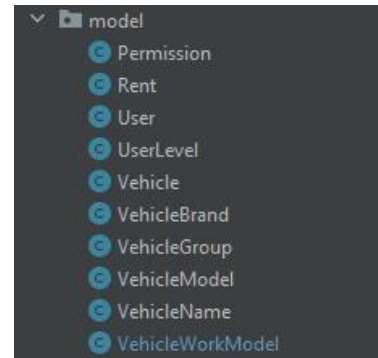 model
Permission
Rent
User
UserLevel
Vehicle
VehicleBrand
VehicleGroup
VehicleModel
VehicleName
VehicleWorkModel